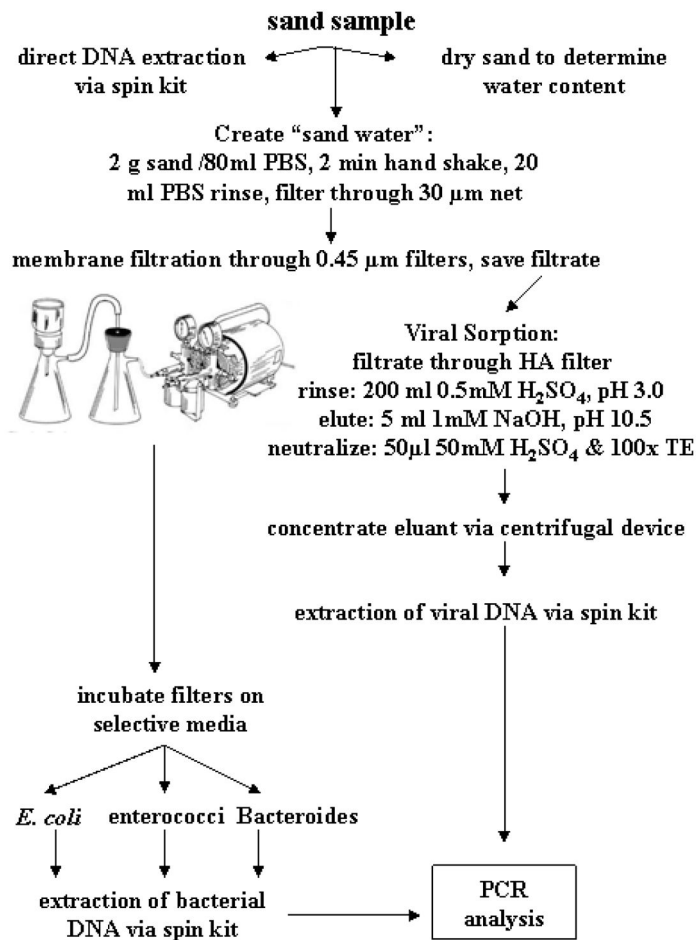 sand sample
direct DNA extraction
via spin kit
dry sand to determine
water content
Create “sand water”:
2 g sand /80ml PBS, 2 min hand shake, 20
ml PBS rinse, filter through 30 µm net
membrane filtration through 0.45 µm filters, save filtrate
Viral Sorption:
filtrate through HA filter
rinse: 200 ml 0.5mM H₂SO₄, pH 3.0
elute: 5 ml 1mM NaOH, pH 10.5
neutralize: 50µl 50mM H₂SO₄ & 100x TE
concentrate eluant via centrifugal device
extraction of viral DNA via spin kit
incubate filters on
selective media
E. coli
enterococci
Bacteroides
extraction of bacterial
DNA via spin kit
PCR
analysis